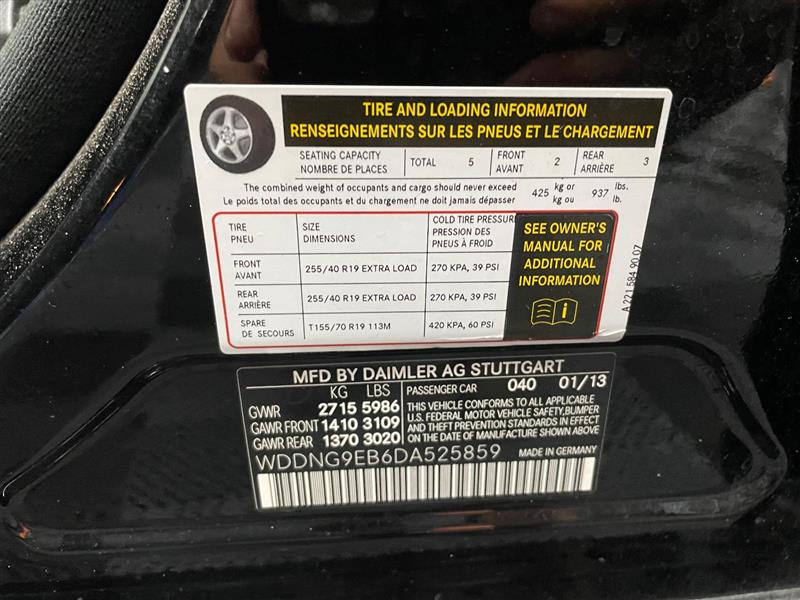 TIRE AND LOADING INFORMATION
RENSEIGNEMENTS SUR LES PNEUS ET LE CHARGEMENT
SEATING CAPACITY TOTAL 5 FRONT 2 REAR 3
NOMBRE DE PLACES AVANT ARRIÈRE
The combined weight of occupants and cargo should never exceed 425 kg or 937 lbs.
Le poids total des occupants et du chargement ne doit jamais dépasser kg ou lb.
TIRE SIZE COLD TIRE PRESSURE
PNEU DIMENSIONS PRESSION DES
PNEUS À FROID
FRONT 255/40 R19 EXTRA LOAD 270 KPA, 39 PSI
AVANT
REAR 255/40 R19 EXTRA LOAD 270 KPA, 39 PSI
ARRIÈRE
SPARE T155/70 R19 113M 420 KPA, 60 PSI
DE SECOURS
SEE OWNER'S
MANUAL FOR
ADDITIONAL
INFORMATION
i
A 221 584 90 07
MFD BY DAIMLER AG STUTTGART
KG LBS PASSENGER CAR 040 01/13
GVWR 2715 5986
GAWR FRONT 1410 3109
GAWR REAR 1370 3020
THIS VEHICLE CONFORMS TO ALL APPLICABLE
U.S. FEDERAL MOTOR VEHICLE SAFETY, BUMPER
AND THEFT PREVENTION STANDARDS IN EFFECT
ON THE DATE OF MANUFACTURE SHOWN ABOVE
WDDNG9EB6DA525859 MADE IN GERMANY